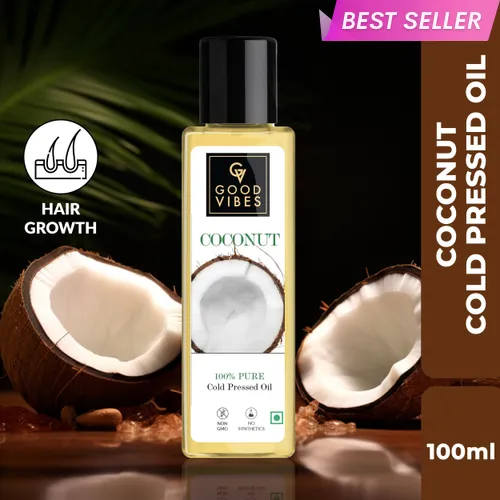 BEST SELLER
HAIR
GROWTH
GV
GOOD
VIBES
COCONUT
100% PURE
Cold Pressed Oil
NON
GMO
NO
SYNTHETICS
COCONUT
COLD PRESSED OIL
100ml